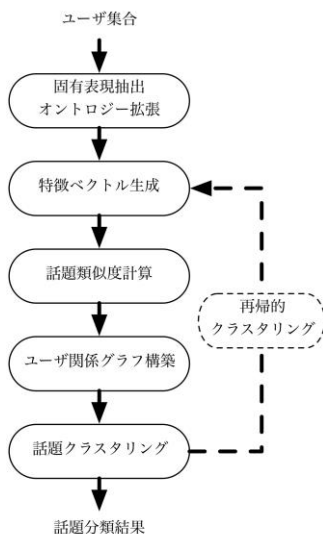 ユーザ集合
固有表現抽出
オントロジー拡張
特徴ベクトル生成
話題類似度計算
再帰的
クラスタリング
ユーザ関係グラフ構築
話題クラスタリング
話題分類結果